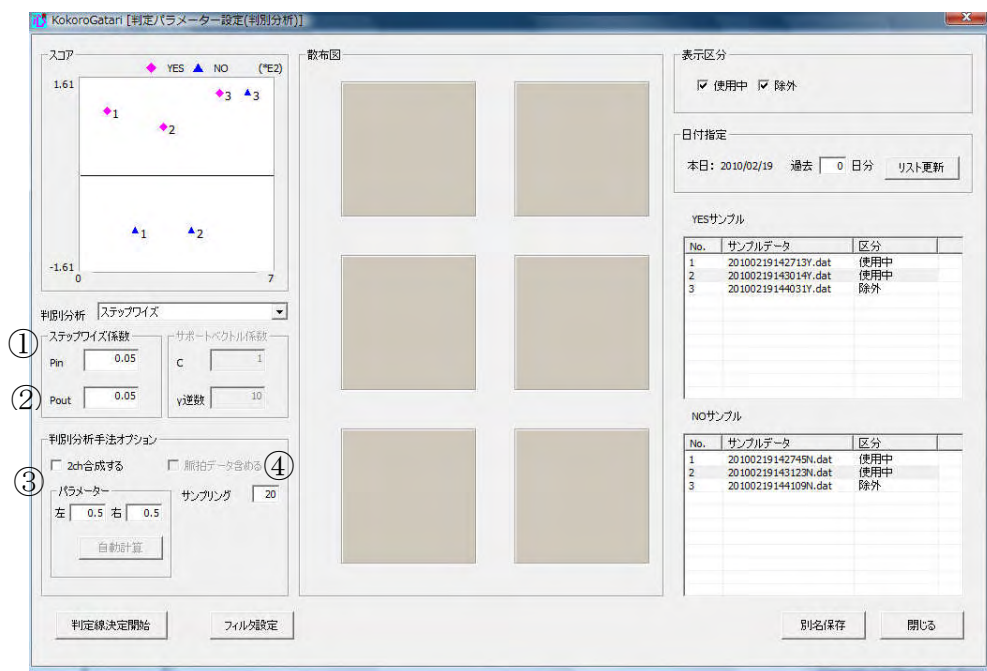 KokoroGatari [判定パラメーター設定(判別分析)]
スコア
YES NO (*E2)
1.61
1
2
3
3
1
2
-1.61
0 7
判別分析 ステップワイズ
① ステップワイズ係数
Pin 0.05
② Pout 0.05
サポートベクトル係数
C 1
γ逆数 10
判別分析手法オプション
2ch合成する
脈拍データ含める ④
③ パラメーター
左 0.5 右 0.5
自動計算
サンプリング 20
判定線決定開始
フィルタ設定
散布図
表示区分
使用中 除外
日付指定
本日: 2010/02/19 過去 0 日分 リスト更新
YESサンプル
No. サンプルデータ 区分
1 20100219142713Y.dat 使用中
2 20100219143014Y.dat 使用中
3 20100219144031Y.dat 除外
NOサンプル
No. サンプルデータ 区分
1 20100219142745N.dat 使用中
2 20100219143123N.dat 使用中
3 20100219144109N.dat 除外
別名保存
閉じる